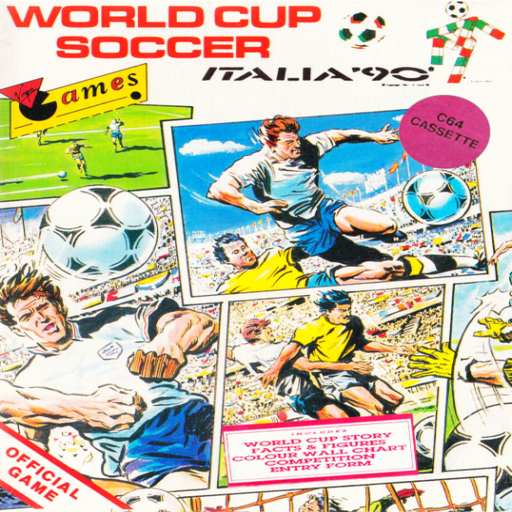 WORLD CUP
SOCCER
ITALIA'90
Virgin
Games
C64
CASSETTE
INCLUDES
WORLD CUP STORY
FACTS & FIGURES
COLOUR WALL CHART
COMPETITION
ENTRY FORM
OFFICIAL
GAME